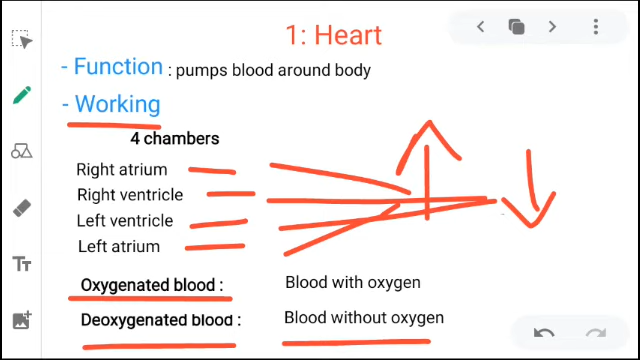 1: Heart
- Function : pumps blood around body
- Working
4 chambers
Right atrium
Right ventricle
Left ventricle
Left atrium
Oxygenated blood : Blood with oxygen
Deoxygenated blood : Blood without oxygen
TT